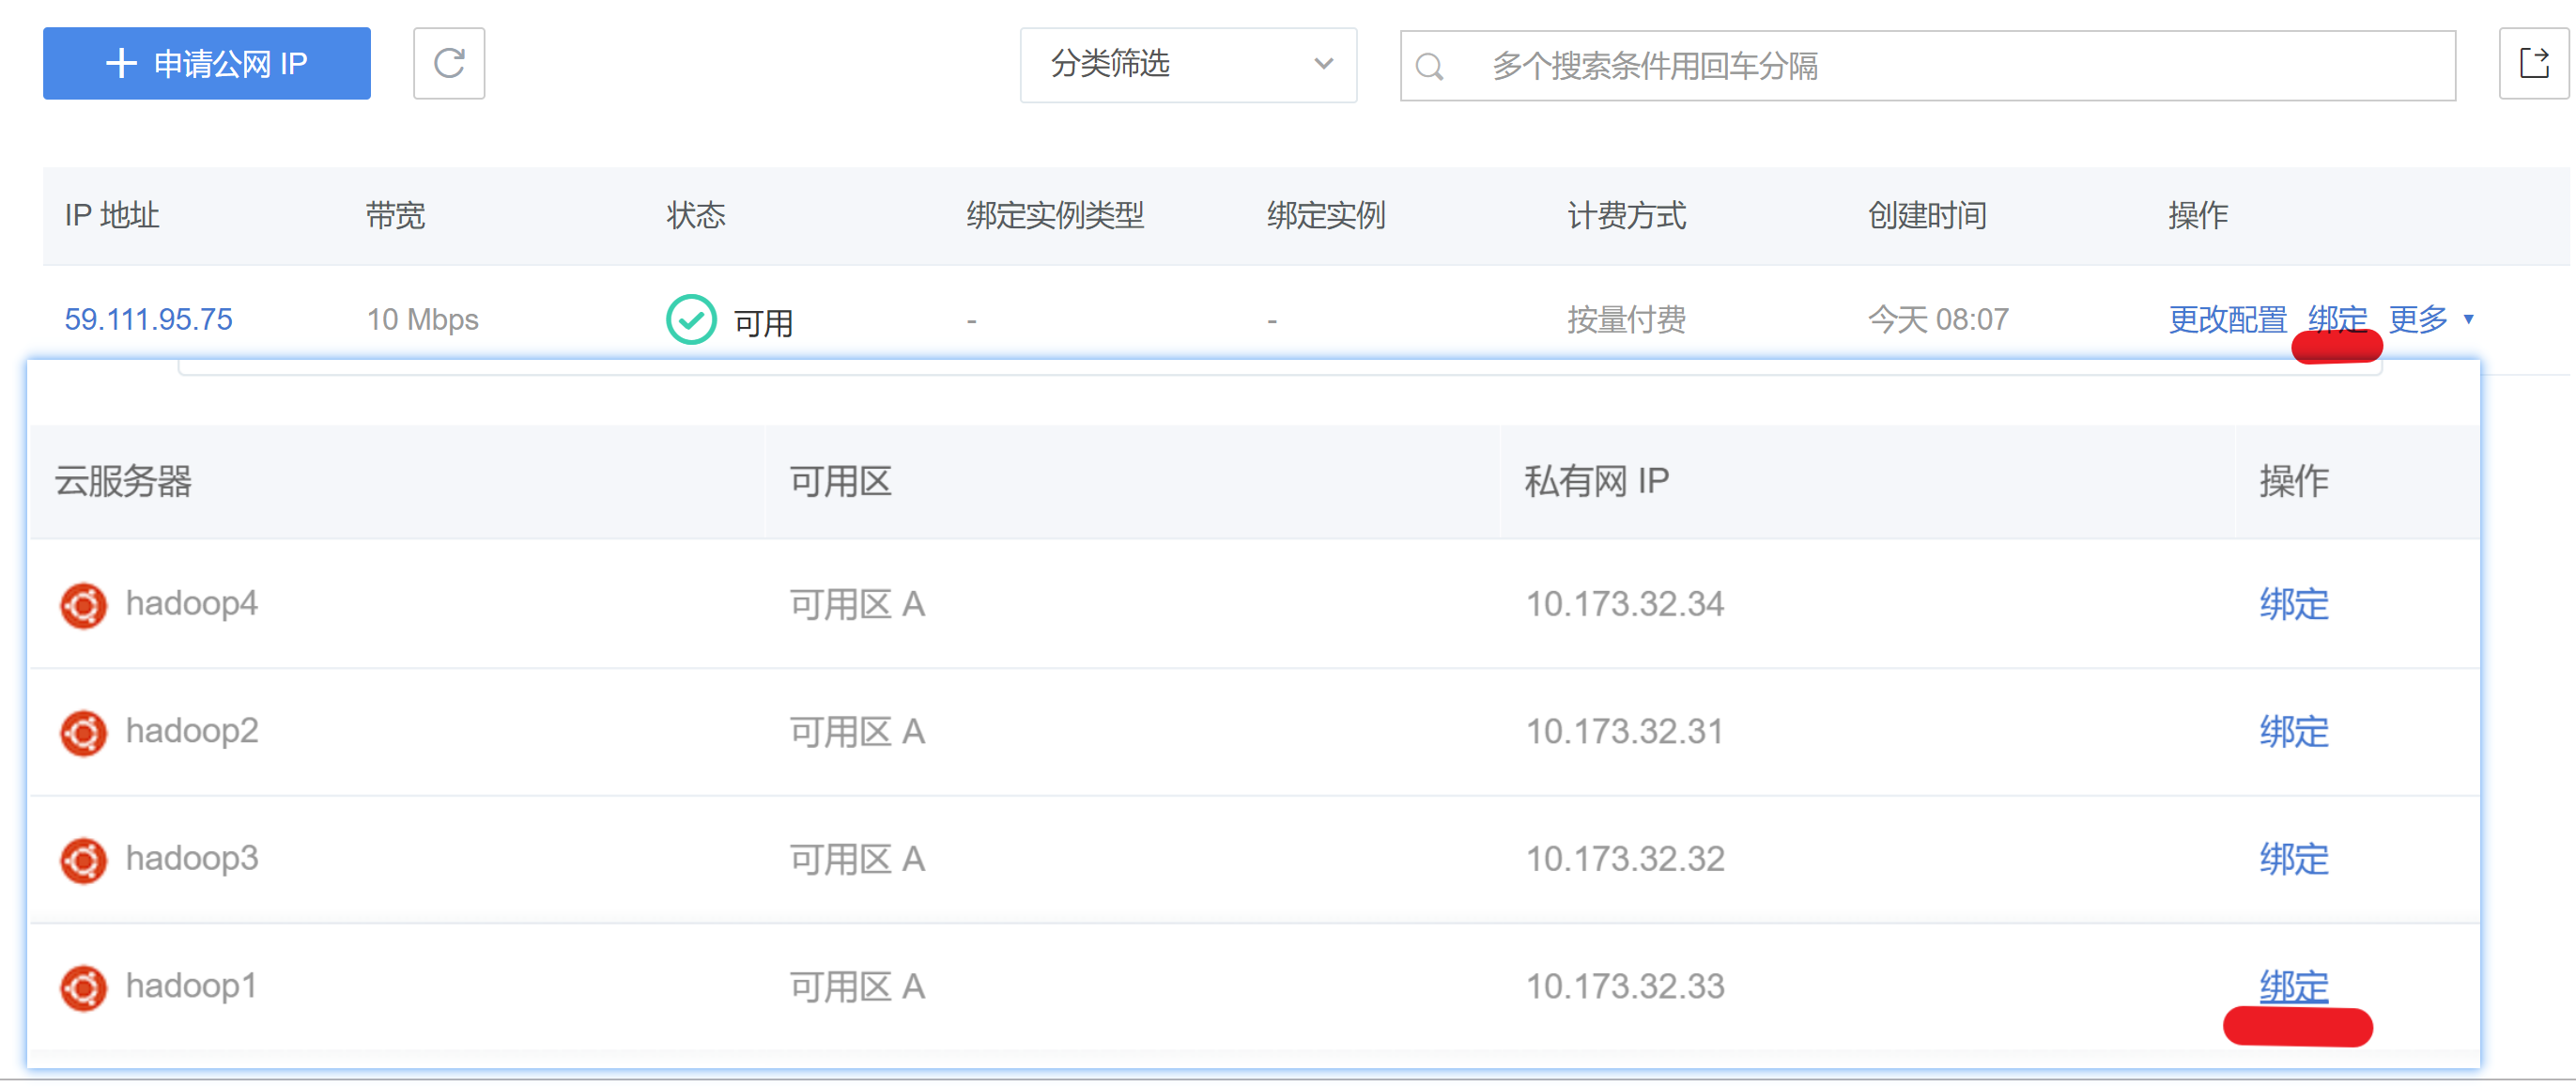 申请公网 IP 分类筛选 多个搜索条件用回车分隔
IP 地址 带宽 状态 绑定实例类型 绑定实例 计费方式 创建时间 操作
59.111.95.75 10 Mbps 可用 - - 按量付费 今天 08:07 更改配置 绑定 更多
云服务器 可用区 私有网 IP 操作
hadoop4 可用区 A 10.173.32.34 绑定
hadoop2 可用区 A 10.173.32.31 绑定
hadoop3 可用区 A 10.173.32.32 绑定
hadoop1 可用区 A 10.173.32.33 绑定